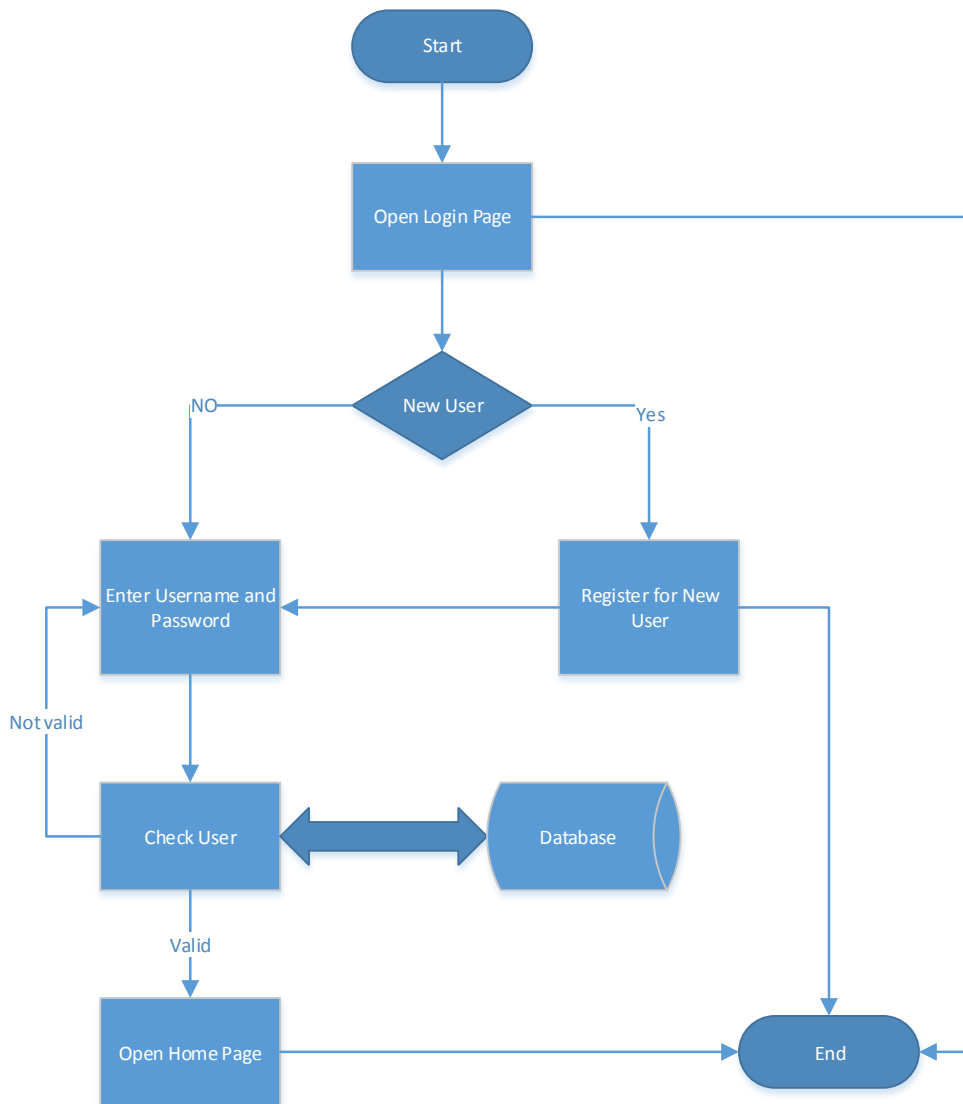 Start
Open Login Page
New User
NO
Yes
Enter Username and
Password
Register for New
User
Not valid
Check User
Database
Valid
Open Home Page
End